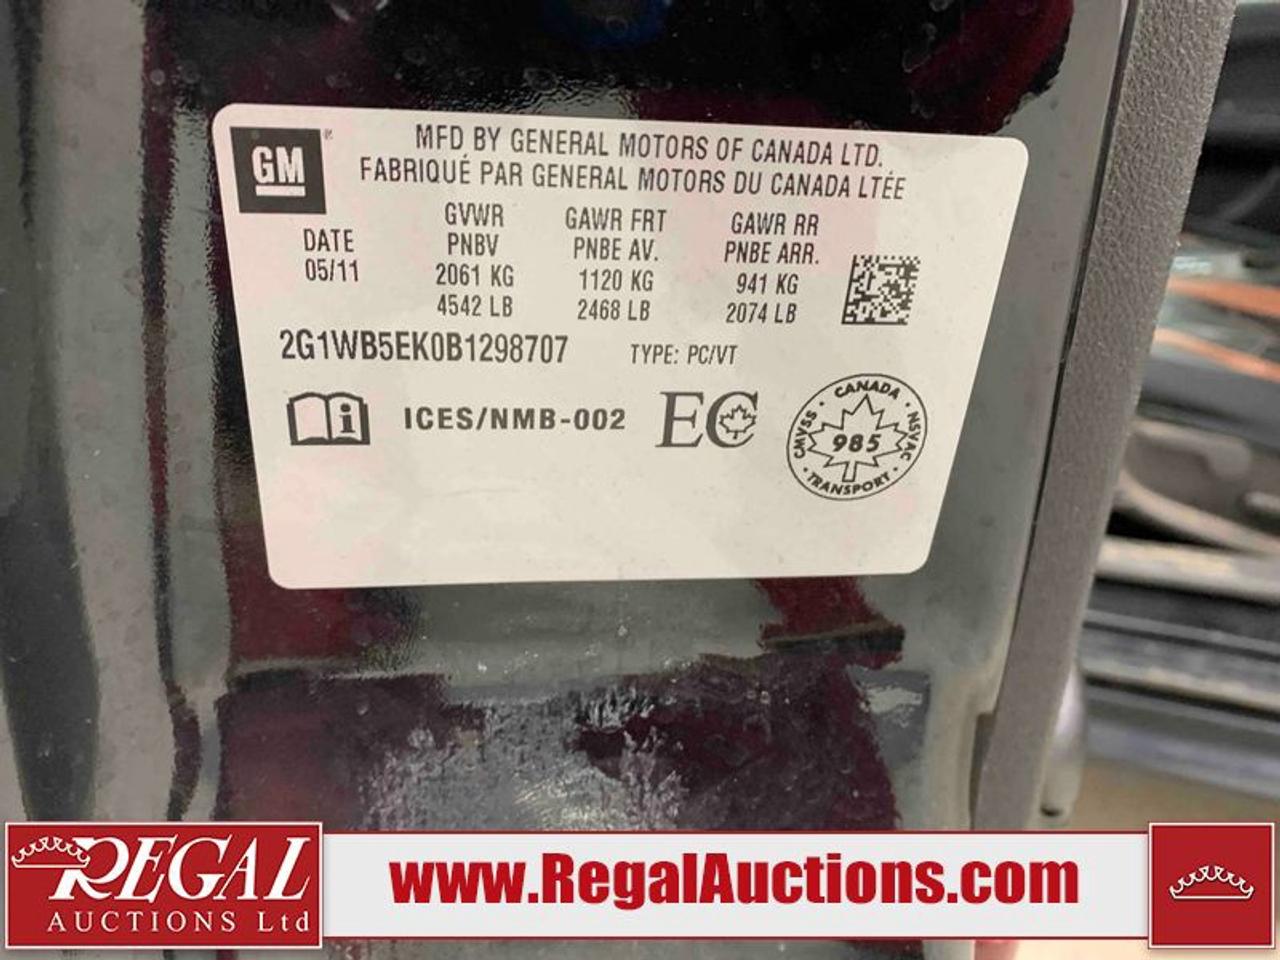 GM
MFD BY GENERAL MOTORS OF CANADA LTD.
FABRIQUÉ PAR GENERAL MOTORS DU CANADA LTÉE
DATE
05/11
GVWR
PNBV
2061 KG
4542 LB
GAWR FRT
PNBE AV.
1120 KG
2468 LB
GAWR RR
PNBE ARR.
941 KG
2074 LB
2G1WB5EK0B1298707 TYPE: PC/VT
i ICES/NMB-002 EC
CANADA
CMVSS 985 NSVAC
TRANSPORT
REGAL
AUCTIONS Ltd
www.RegalAuctions.com